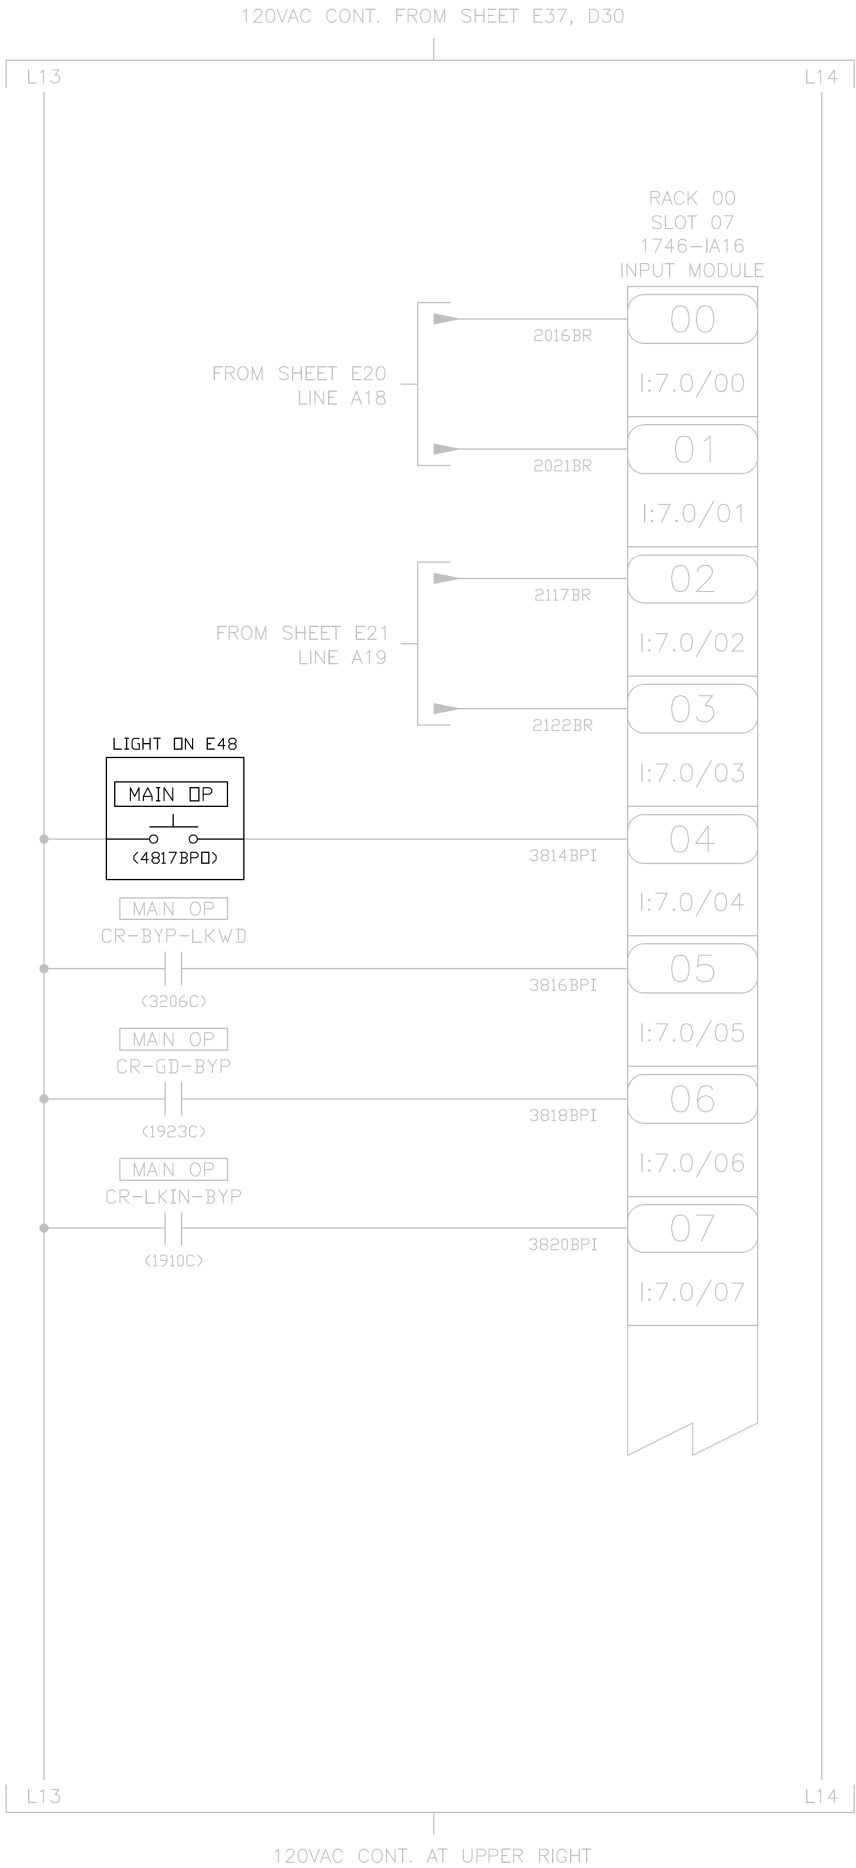 120VAC CONT. FROM SHEET E37, D30
L13
L14
RACK 00
SLOT 07
1746-IA16
INPUT MODULE
00
2016BR
FROM SHEET E20
LINE A18
I:7.0/00
01
2021BR
I:7.0/01
02
2117BR
FROM SHEET E21
LINE A19
I:7.0/02
03
2122BR
LIGHT ON E48
I:7.0/03
MAIN OP
04
(4817BPO)
3814BPI
I:7.0/04
MAIN OP
CR-BYP-LKWD
05
3816BPI
(3206C)
I:7.0/05
MAIN OP
CR-GD-BYP
06
3818BPI
(1923C)
I:7.0/06
MAIN OP
CR-LKIN-BYP
07
3820BPI
(1910C)
I:7.0/07
L13
L14
120VAC CONT. AT UPPER RIGHT